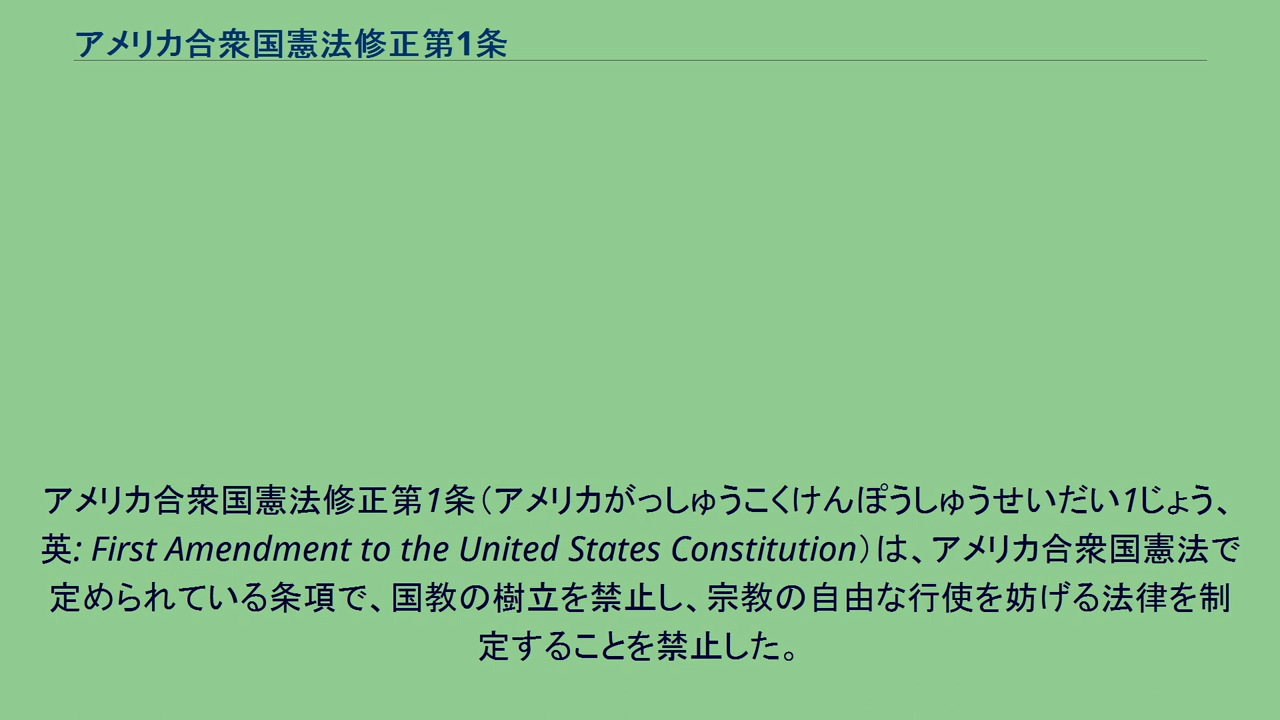 アメリカ合衆国憲法修正第1条
アメリカ合衆国憲法修正第1条（アメリカがっしゅうこくけんぽうしゅうせいだい1じょう、
英: First Amendment to the United States Constitution）は、アメリカ合衆国憲法で
定められている条項で、国教の樹立を禁止し、宗教の自由な行使を妨げる法律を制
定することを禁止した。